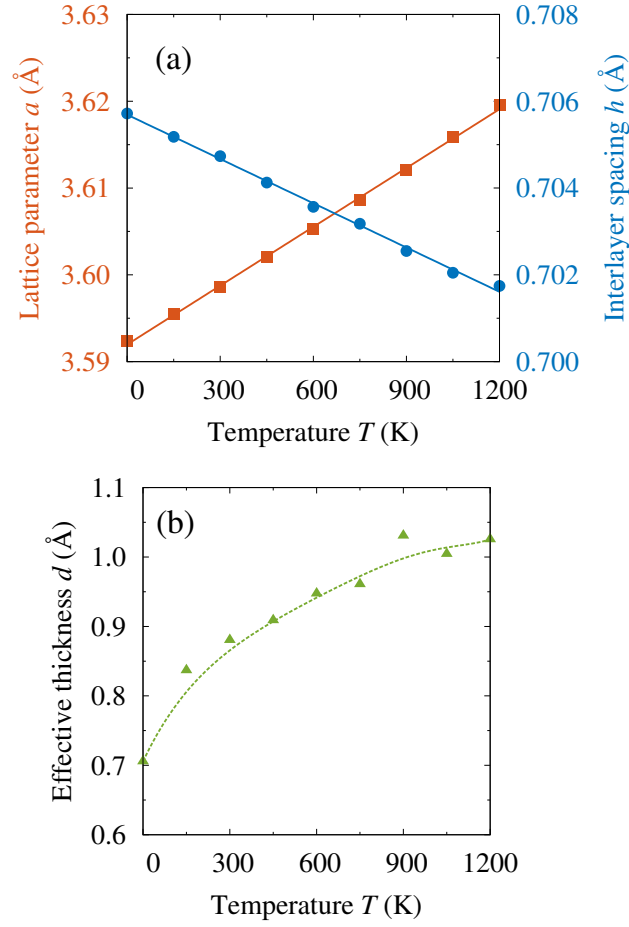 (a)
Lattice parameter a (Å)
3.63
3.62
3.61
3.60
3.59
Interlayer spacing h (Å)
0.708
0.706
0.704
0.702
0.700
0 300 600 900 1200
Temperature T (K)
(b)
Effective thickness d (Å)
1.1
1.0
0.9
0.8
0.7
0.6
0 300 600 900 1200
Temperature T (K)